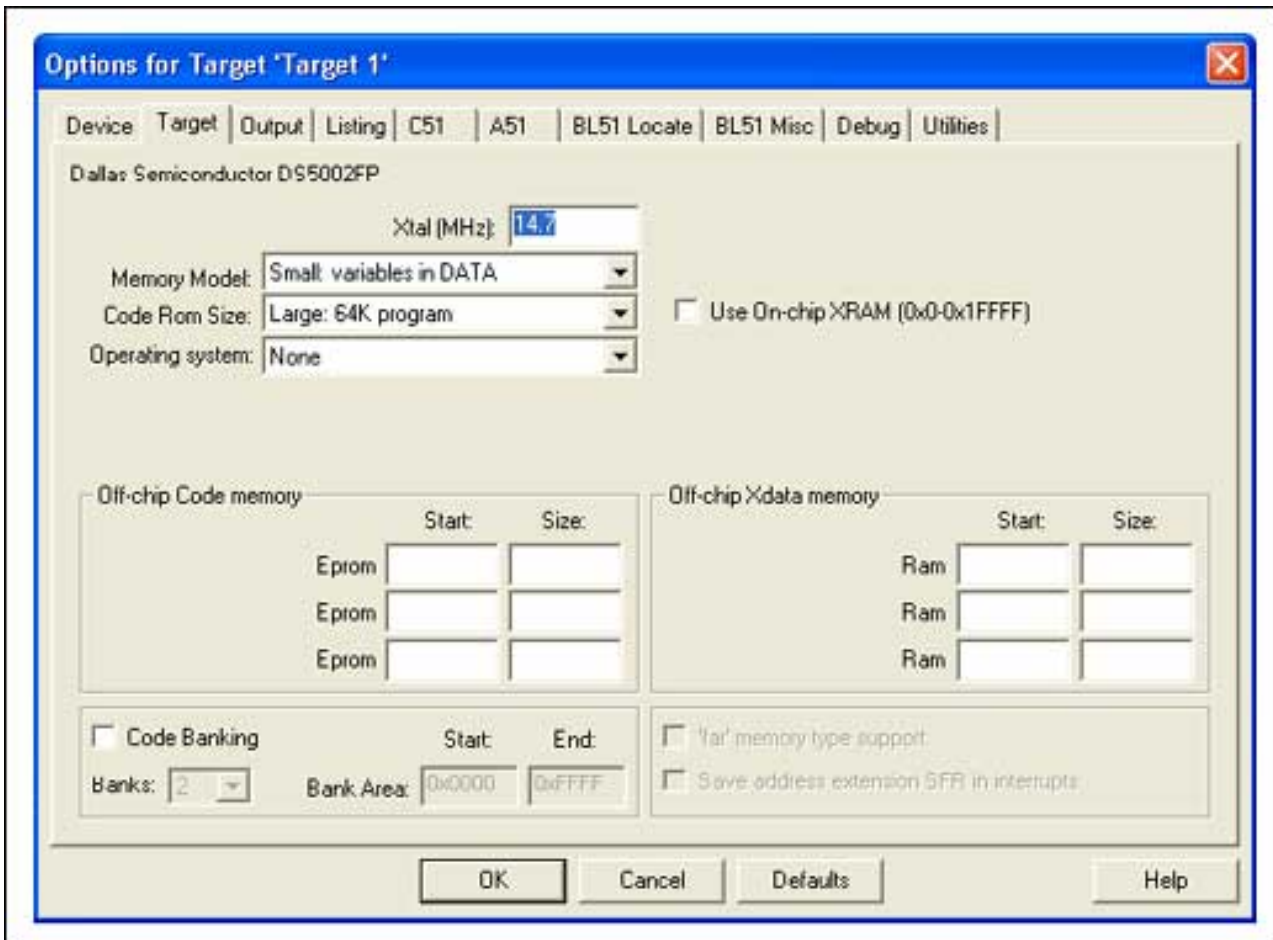 Options for Target 'Target 1'
Device Target Output Listing C51 A51 BL51 Locate BL51 Misc Debug Utilities
Dallas Semiconductor DS5002FP
Xtal (MHz): 14.7
Memory Model: Small: variables in DATA
Code Rom Size: Large: 64K program
Use On-chip XRAM (0x0-0x1FFFF)
Operating system: None
Off-chip Code memory
Start: Size:
Eprom
Eprom
Eprom
Off-chip Xdata memory
Start: Size:
Ram
Ram
Ram
Code Banking Start: End:
Banks: 2 Bank Area: 0x0000 0xFFFF
'far' memory type support
Save address extension SFR in interrupts
OK Cancel Defaults Help